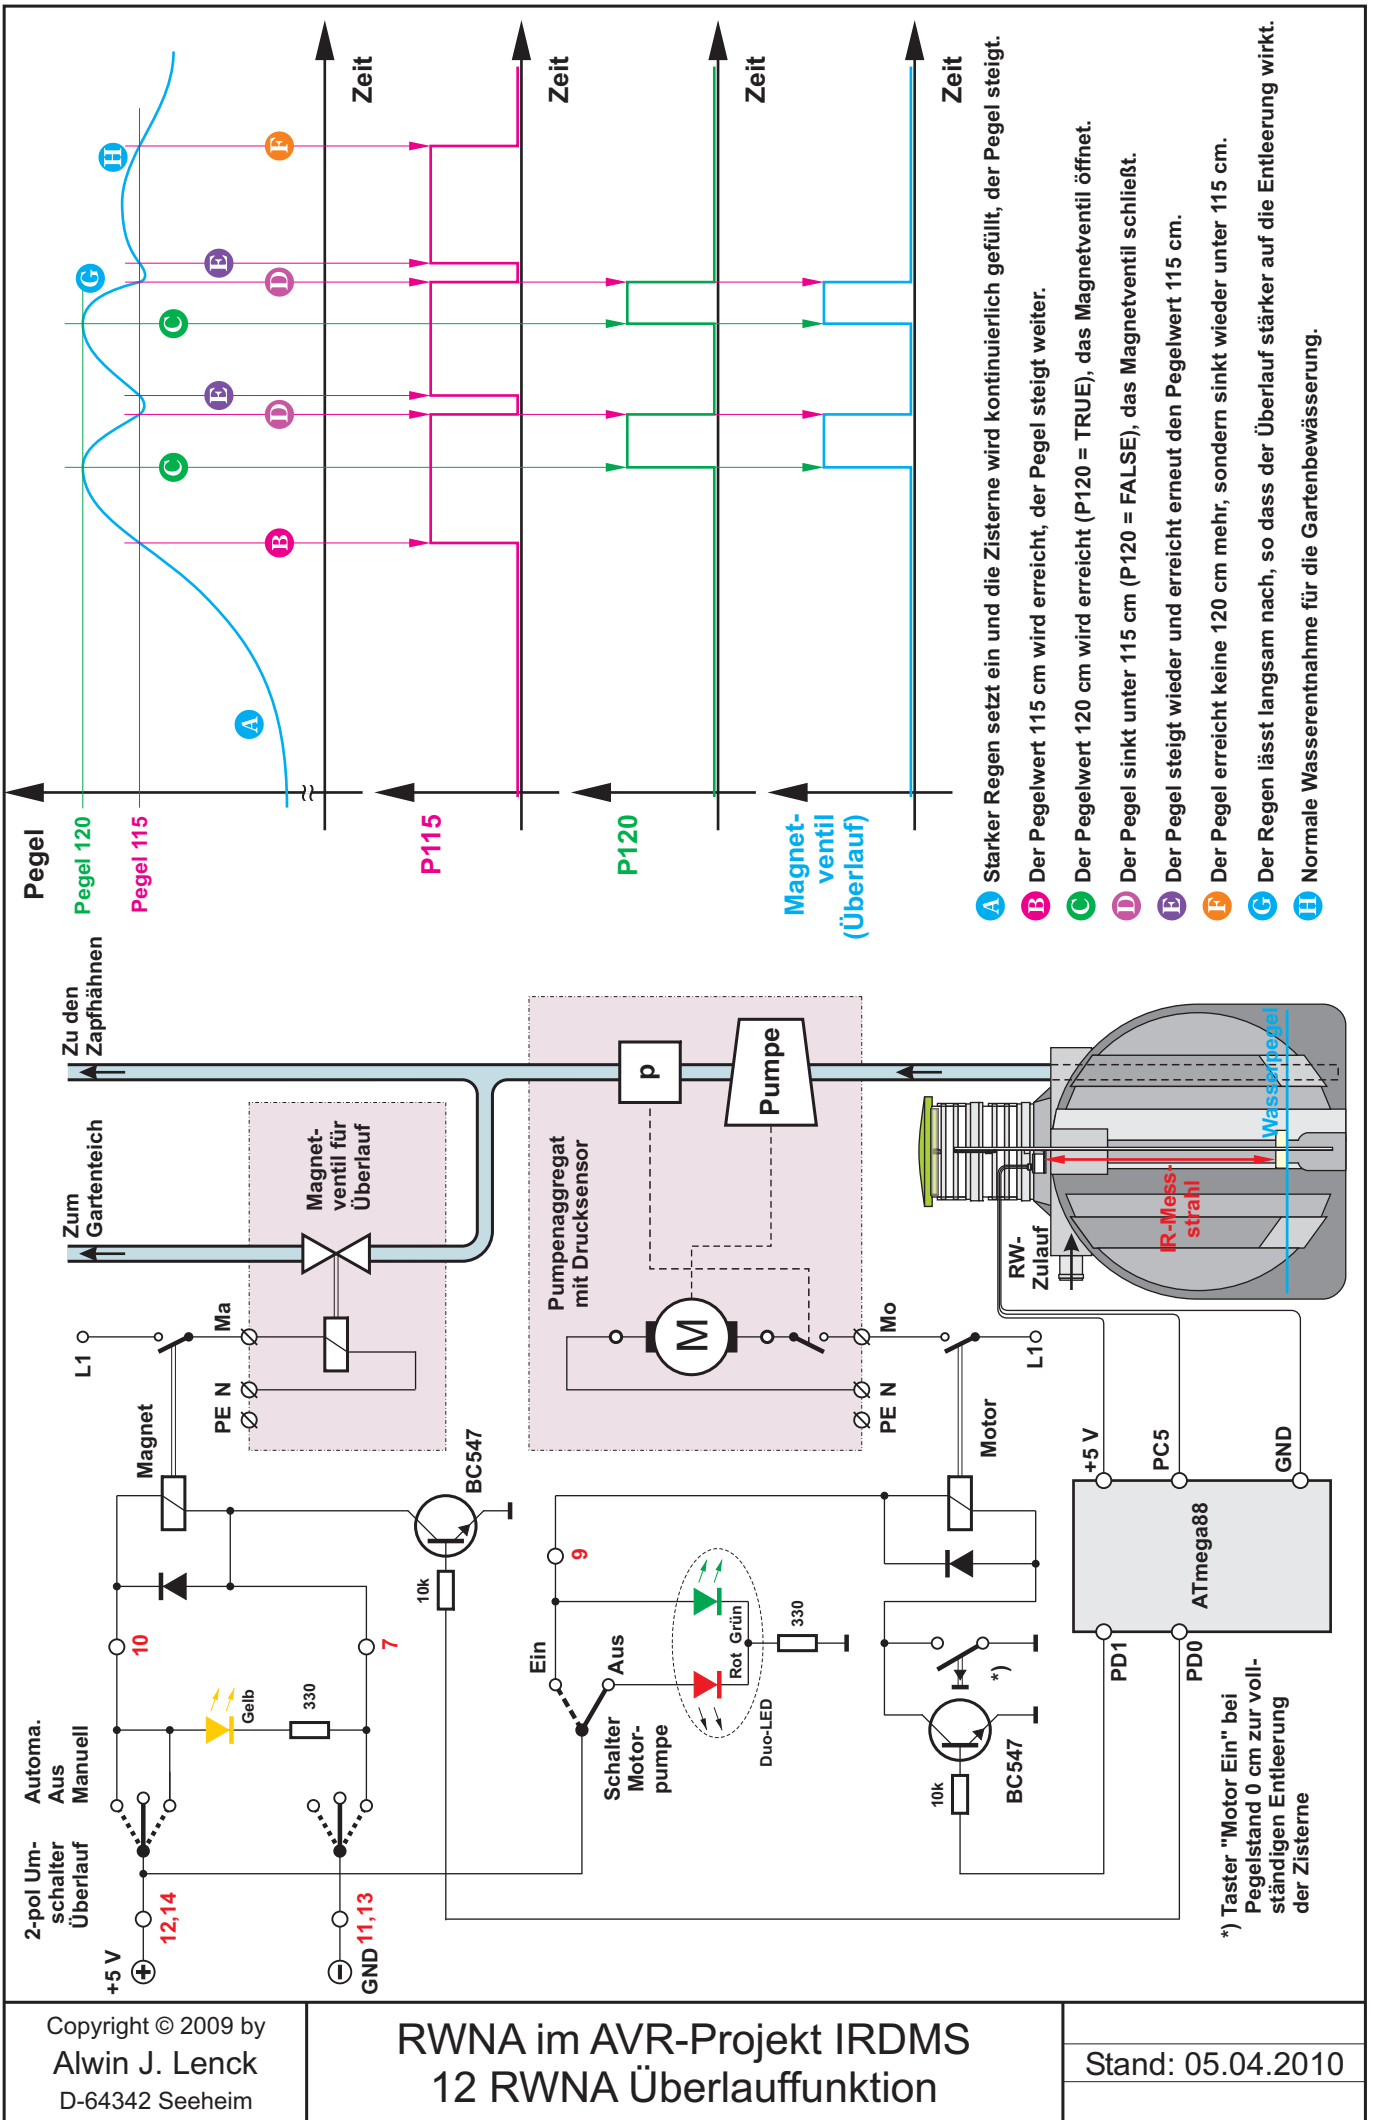 Pegel
Pegel 120
Pegel 115
Zeit
P115
Zeit
P120
Zeit
Magnet-
ventil
(Überlauf)
Zeit
A
B
C
D
E
C
D
E
G
H
F
A Starker Regen setzt ein und die Zisterne wird kontinuierlich gefüllt, der Pegel steigt.
B Der Pegelwert 115 cm wird erreicht, der Pegel steigt weiter.
C Der Pegelwert 120 cm wird erreicht (P120 = TRUE), das Magnetventil öffnet.
D Der Pegel sinkt unter 115 cm (P120 = FALSE), das Magnetventil schließt.
E Der Pegel steigt wieder und erreicht erneut den Pegelwert 115 cm.
F Der Pegel erreicht keine 120 cm mehr, sondern sinkt wieder unter 115 cm.
G Der Regen lässt langsam nach, so dass der Überlauf stärker auf die Entleerung wirkt.
H Normale Wasserentnahme für die Gartenbewässerung.
Zu den
Zapfhähnen
Zum
Gartenteich
Magnet-
ventil für
Überlauf
L1
Ma
N
PE
Magnet
BC547
10k
Pumpenaggregat
mit Drucksensor
p
Pumpe
M
Mo
N
PE
L1
Motor
RW-
Zulauf
IR-Mess-
strahl
Wasserpegel
+5 V
PC5
GND
ATmega88
PD1
PD0
2-pol Um-
schalter
Überlauf
Automa.
Aus
Manuell
+5 V
12,14
GND
11,13
10
7
Gelb
330
Ein
Aus
Schalter
Motor-
pumpe
9
Rot
Grün
Duo-LED
330
*)
BC547
10k
*) Taster "Motor Ein" bei
Pegelstand 0 cm zur voll-
ständigen Entleerung
der Zisterne
Copyright © 2009 by
Alwin J. Lenck
D-64342 Seeheim
RWNA im AVR-Projekt IRDMS
12 RWNA Überlauffunktion
Stand: 05.04.2010